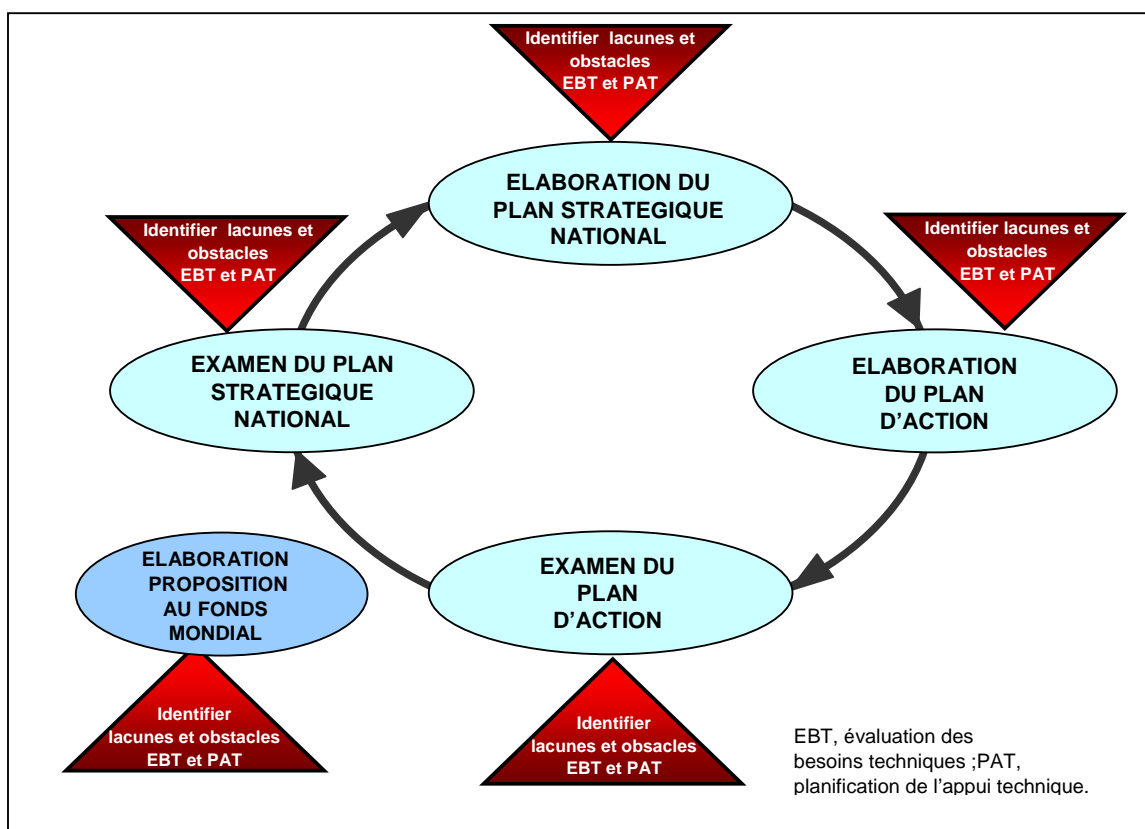 Identifier lacunes et
obstacles
EBT et PAT
ELABORATION DU
PLAN STRATEGIQUE
NATIONAL
Identifier lacunes et
obstacles
EBT et PAT
Identifier lacunes et
obstacles
EBT et PAT
EXAMEN DU PLAN
STRATEGIQUE
NATIONAL
ELABORATION
DU PLAN
D’ACTION
ELABORATION
PROPOSITION
AU FONDS
MONDIAL
EXAMEN DU
PLAN
D’ACTION
Identifier
lacunes et obstacles
EBT et PAT
Identifier
lacunes et obsacles
EBT et PAT
EBT, évaluation des
besoins techniques ;PAT,
planification de l’appui technique.